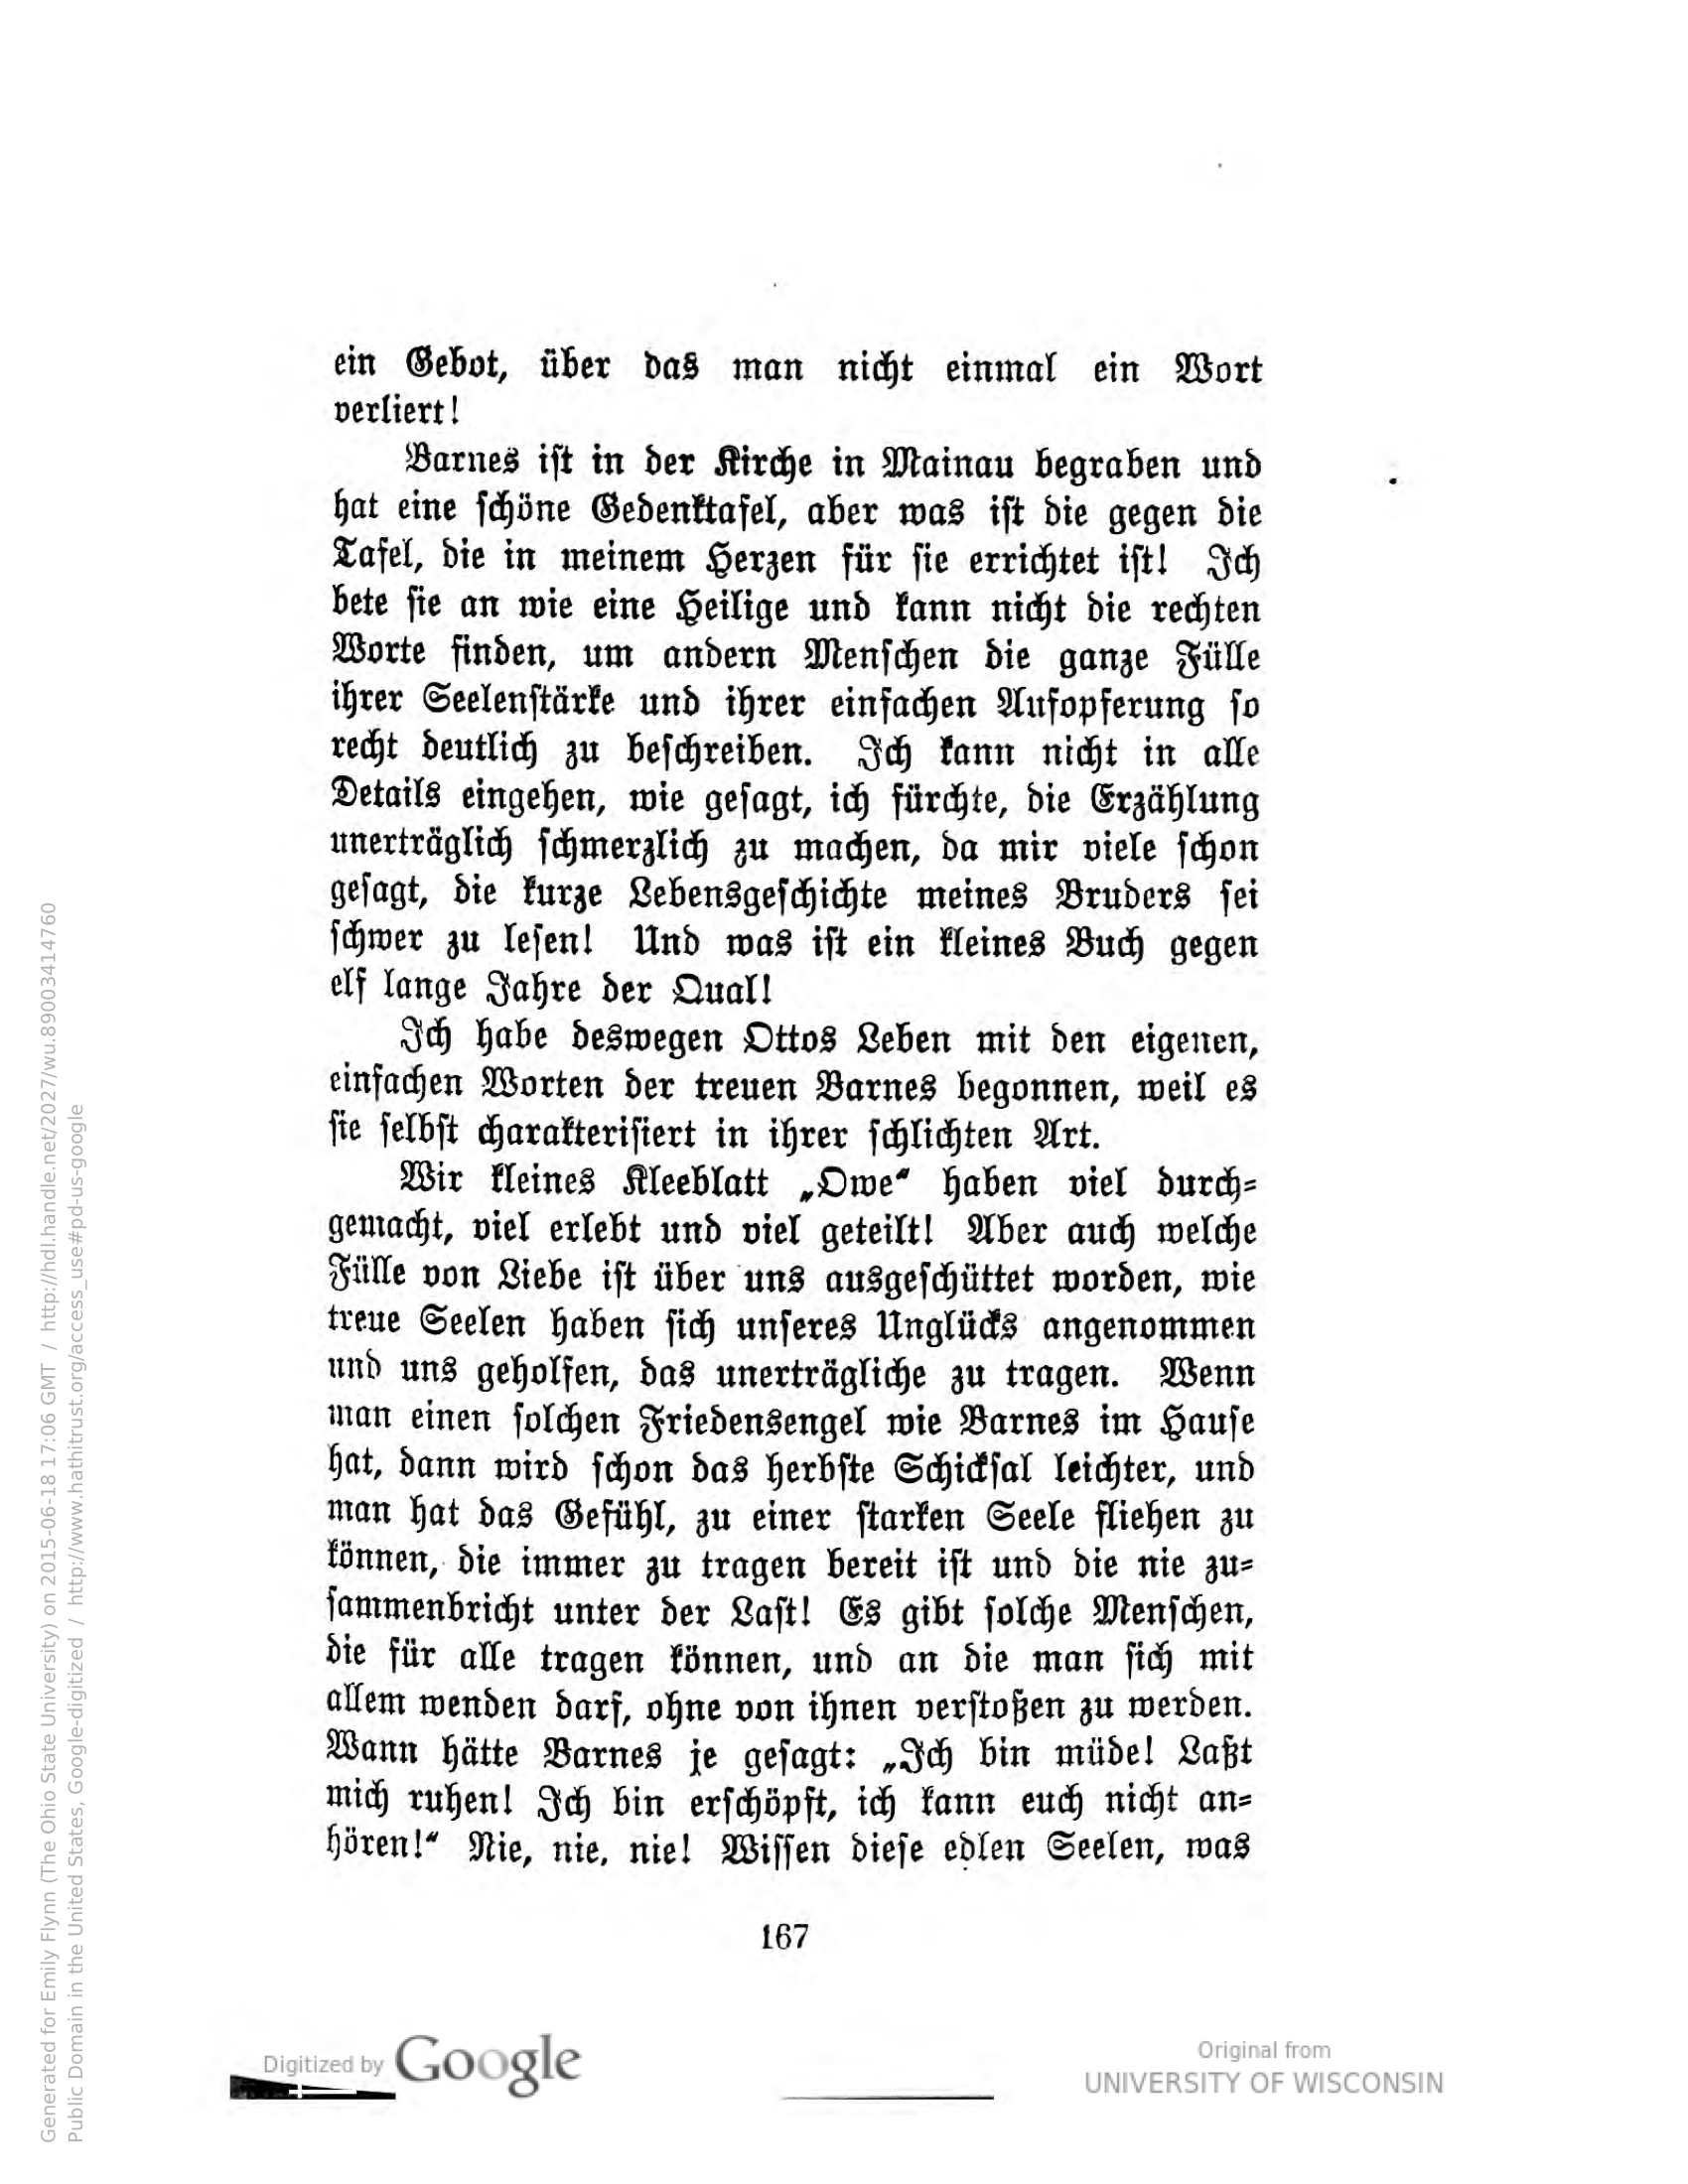 ein Gebot, über das man nicht einmal ein Wort
verliert!
Barnes ist in der Kirche in Mainau begraben und
hat eine schöne Gedenktafel, aber was ist die gegen die
Tafel, die in meinem Herzen für sie errichtet ist! Ich
bete sie an wie eine Heilige und kann nicht die rechten
Worte finden, um andern Menschen die ganze Fülle
ihrer Seelenstärke und ihrer einfachen Aufopferung so
recht deutlich zu beschreiben. Ich kann nicht in alle
Details eingehen, wie gesagt, ich fürchte, die Erzählung
unerträglich schmerzlich zu machen, da mir viele schon
gesagt, die kurze Lebensgeschichte meines Bruders sei
schwer zu lesen! Und was ist ein kleines Buch gegen
elf lange Jahre der Qual!
Ich habe deswegen Ottos Leben mit den eigenen,
einfachen Worten der treuen Barnes begonnen, weil es
sie selbst charakterisiert in ihrer schlichten Art.
Wir kleines Kleeblatt „Owe“ haben viel durch-
gemacht, viel erlebt und viel geteilt! Aber auch welche
Fülle von Liebe ist über uns ausgeschüttet worden, wie
treue Seelen haben sich unseres Unglücks angenommen
und uns geholfen, das unerträgliche zu tragen. Wenn
man einen solchen Friedensengel wie Barnes im Hause
hat, dann wird schon das herbste Schicksal leichter, und
man hat das Gefühl, zu einer starken Seele fliehen zu
können, die immer zu tragen bereit ist und die nie zu-
sammenbricht unter der Last! Es gibt solche Menschen,
die für alle tragen können, und an die man sich mit
allem wenden darf, ohne von ihnen verstoßen zu werden.
Wann hätte Barnes je gesagt: „Ich bin müde! Laßt
mich ruhen! Ich bin erschöpft, ich kann euch nicht an-
hören!“ Nie, nie, nie! Wissen diese edlen Seelen, was
167
Digitized by Google
Original from
UNIVERSITY OF WISCONSIN
Generated for Emily Flynn (The Ohio State University) on 2015-06-18 17:06 GMT / http://hdl.handle.net/2027/wu.89003414760
Public Domain in the United States, Google-digitized / http://www.hathitrust.org/access_use#pd-us-google